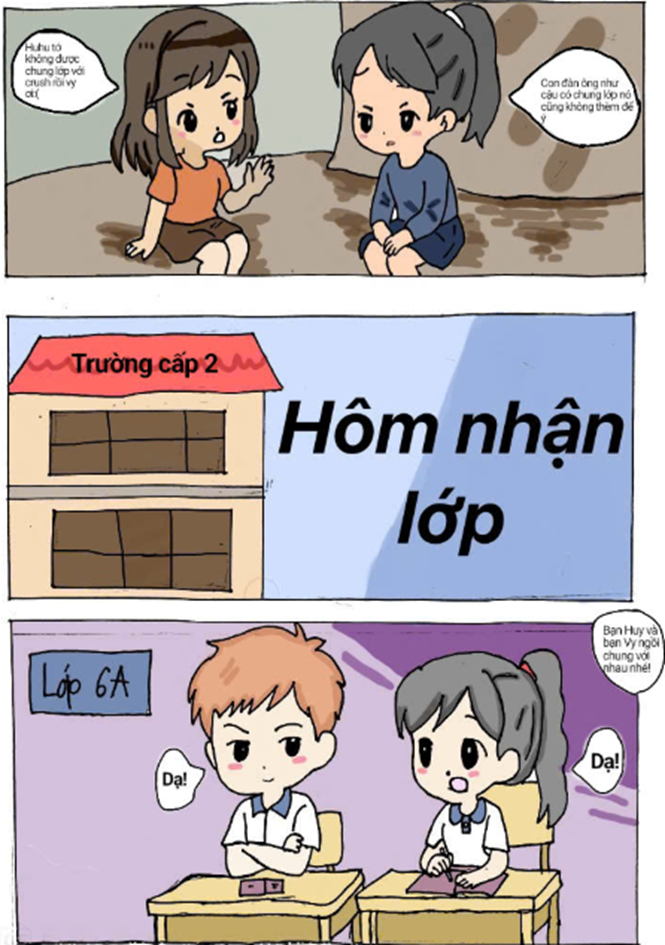 Huhu tớ
không được
chung lớp với
crush rồi vy
ơi:(
Con đàn ông như
cậu có chung lớp nó
cũng không thèm để
ý
Trường cấp 2
Hôm nhận
lớp
Bạn Huy và
bạn Vy ngồi
chung với
nhau nhé!
Lớp 6A
Dạ!
Dạ!